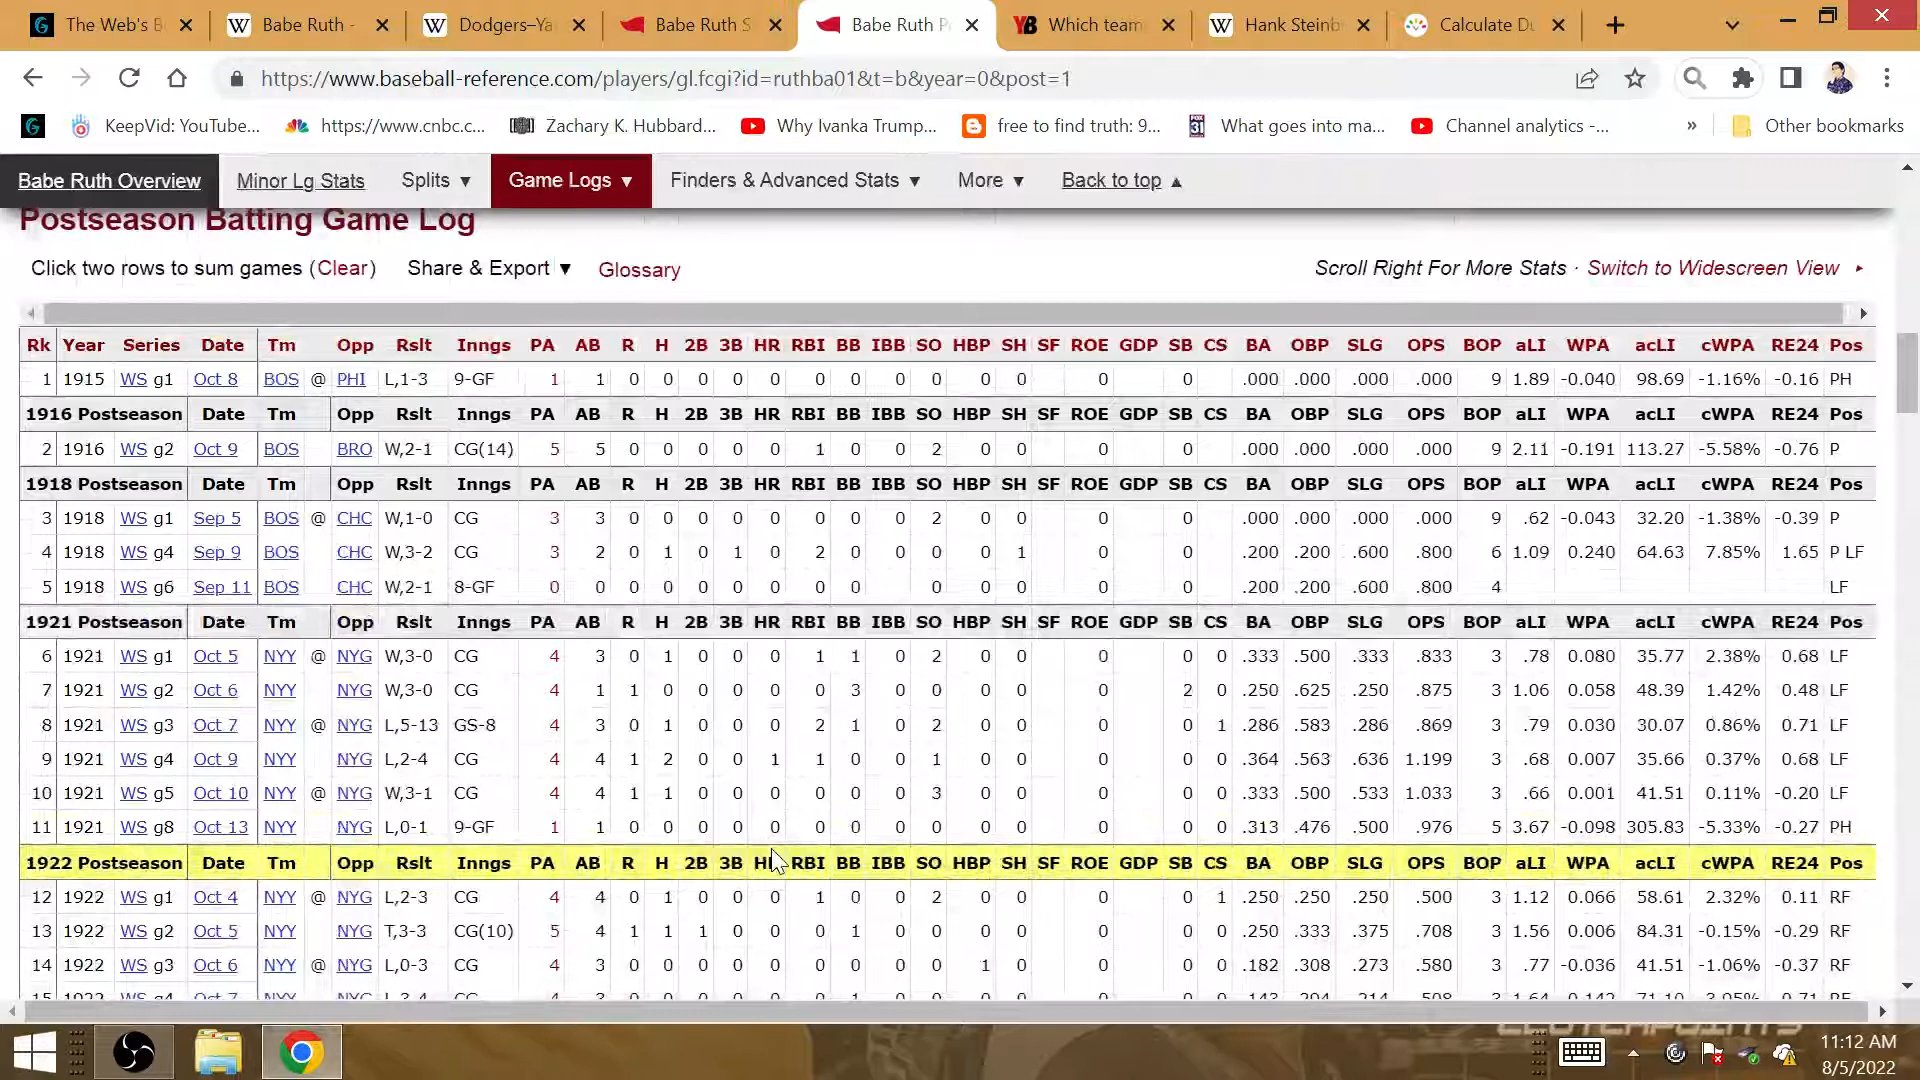 The Web's B
Babe Ruth -
Dodgers–Ya
Babe Ruth S
Babe Ruth P
Which team
Hank Steinb
Calculate Du
https://www.baseball-reference.com/players/gl.fcgi?id=ruthba01&t=b&year=0&post=1
KeepVid: YouTube... https://www.cnbc.c... Zachary K. Hubbard... Why Ivanka Trump... free to find truth: 9... What goes into ma... Channel analytics -... » Other bookmarks
Babe Ruth Overview Minor Lg Stats Splits ▼ Game Logs ▼ Finders & Advanced Stats ▼ More ▼ Back to top ▲
Postseason Batting Game Log
Click two rows to sum games (Clear) Share & Export ▼ Glossary Scroll Right For More Stats · Switch to Widescreen View ▸
Rk Year Series Date Tm Opp Rslt Inngs PA AB R H 2B 3B HR RBI BB IBB SO HBP SH SF ROE GDP SB CS BA OBP SLG OPS BOP aLI WPA acLI cWPA RE24 Pos
1 1915 WS g1 Oct 8 BOS @ PHI L,1-3 9-GF 1 1 0 0 0 0 0 0 0 0 0 0 0 0 0 .000 .000 .000 .000 9 1.89 -0.040 98.69 -1.16% -0.16 PH
1916 Postseason Date Tm Opp Rslt Inngs PA AB R H 2B 3B HR RBI BB IBB SO HBP SH SF ROE GDP SB CS BA OBP SLG OPS BOP aLI WPA acLI cWPA RE24 Pos
2 1916 WS g2 Oct 9 BOS BRO W,2-1 CG(14) 5 5 0 0 0 0 0 1 0 0 2 0 0 0 0 .000 .000 .000 .000 9 2.11 -0.191 113.27 -5.58% -0.76 P
1918 Postseason Date Tm Opp Rslt Inngs PA AB R H 2B 3B HR RBI BB IBB SO HBP SH SF ROE GDP SB CS BA OBP SLG OPS BOP aLI WPA acLI cWPA RE24 Pos
3 1918 WS g1 Sep 5 BOS @ CHC W,1-0 CG 3 3 0 0 0 0 0 0 0 0 2 0 0 0 0 .000 .000 .000 .000 9 .62 -0.043 32.20 -1.38% -0.39 P
4 1918 WS g4 Sep 9 BOS CHC W,3-2 CG 3 2 0 1 0 1 0 2 0 0 0 0 1 0 0 .200 .200 .600 .800 6 1.09 0.240 64.63 7.85% 1.65 P LF
5 1918 WS g6 Sep 11 BOS CHC W,2-1 8-GF 0 0 0 0 0 0 0 0 0 0 0 0 0 0 0 .200 .200 .600 .800 4 LF
1921 Postseason Date Tm Opp Rslt Inngs PA AB R H 2B 3B HR RBI BB IBB SO HBP SH SF ROE GDP SB CS BA OBP SLG OPS BOP aLI WPA acLI cWPA RE24 Pos
6 1921 WS g1 Oct 5 NYY @ NYG W,3-0 CG 4 3 0 1 0 0 0 1 1 0 2 0 0 0 0 0 .333 .500 .333 .833 3 .78 0.080 35.77 2.38% 0.68 LF
7 1921 WS g2 Oct 6 NYY NYG W,3-0 CG 4 1 1 0 0 0 0 0 3 0 0 0 0 0 2 0 .250 .625 .250 .875 3 1.06 0.058 48.39 1.42% 0.48 LF
8 1921 WS g3 Oct 7 NYY @ NYG L,5-13 GS-8 4 3 0 1 0 0 0 2 1 0 2 0 0 0 0 1 .286 .583 .286 .869 3 .79 0.030 30.07 0.86% 0.71 LF
9 1921 WS g4 Oct 9 NYY NYG L,2-4 CG 4 4 1 2 0 0 1 1 0 0 1 0 0 0 0 0 .364 .563 .636 1.199 3 .68 0.007 35.66 0.37% 0.68 LF
10 1921 WS g5 Oct 10 NYY @ NYG W,3-1 CG 4 4 1 1 0 0 0 0 0 0 3 0 0 0 0 0 .333 .500 .533 1.033 3 .66 0.001 41.51 0.11% -0.20 LF
11 1921 WS g8 Oct 13 NYY NYG L,0-1 9-GF 1 1 0 0 0 0 0 0 0 0 0 0 0 0 0 0 .313 .476 .500 .976 5 3.67 -0.098 305.83 -5.33% -0.27 PH
1922 Postseason Date Tm Opp Rslt Inngs PA AB R H 2B 3B RBI BB IBB SO HBP SH SF ROE GDP SB CS BA OBP SLG OPS BOP aLI WPA acLI cWPA RE24 Pos
12 1922 WS g1 Oct 4 NYY @ NYG L,2-3 CG 4 4 0 1 0 0 0 1 0 0 2 0 0 0 0 1 .250 .250 .250 .500 3 1.12 0.066 58.61 2.32% 0.11 RF
13 1922 WS g2 Oct 5 NYY NYG T,3-3 CG(10) 5 4 1 1 1 0 0 0 1 0 0 0 0 0 0 0 .250 .333 .375 .708 3 1.56 0.006 84.31 -0.15% -0.29 RF
14 1922 WS g3 Oct 6 NYY @ NYG L,0-3 CG 4 3 0 0 0 0 0 0 0 0 0 1 0 0 0 0 .182 .308 .273 .580 3 .77 -0.036 41.51 -1.06% -0.37 RF
11:12 AM
8/5/2022